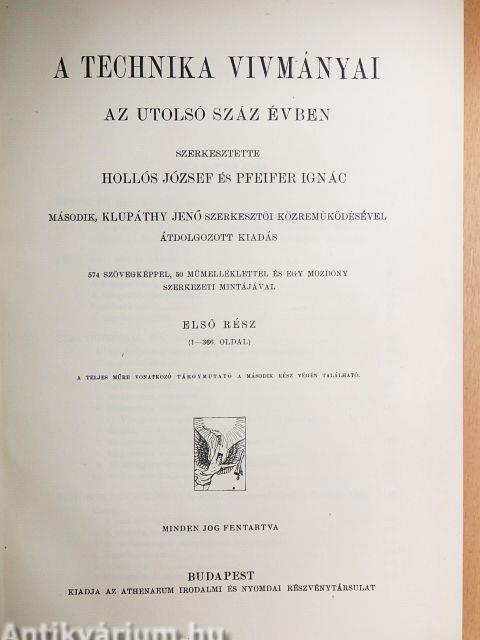 A TECHNIKA VIVMÁNYAI
AZ UTOLSÓ SZÁZ ÉVBEN
SZERKESZTETTE
HOLLÓS JÓZSEF ÉS PFEIFER IGNÁC
MÁSODIK, KLUPÁTHY JENŐ SZERKESZTŐI KÖZREMŰKÖDÉSÉVEL
ÁTDOLGOZOTT KIADÁS
574 SZÖVEGKÉPPEL, 50 MŰMELLÉKLETTEL ÉS EGY MOZDONY
SZERKEZETI MINTÁJÁVAL
ELSŐ RÉSZ
(1—366. OLDAL)
A TELJES MŰRE VONATKOZÓ TÁRGYMUTATÓ A MÁSODIK RÉSZ VÉGÉN TALÁLHATÓ.
MINDEN JOG FENTARTVA
BUDAPEST
KIADJA AZ ATHENAEUM IRODALMI ÉS NYOMDAI RÉSZVÉNYTÁRSULAT
Antikvárium.hu